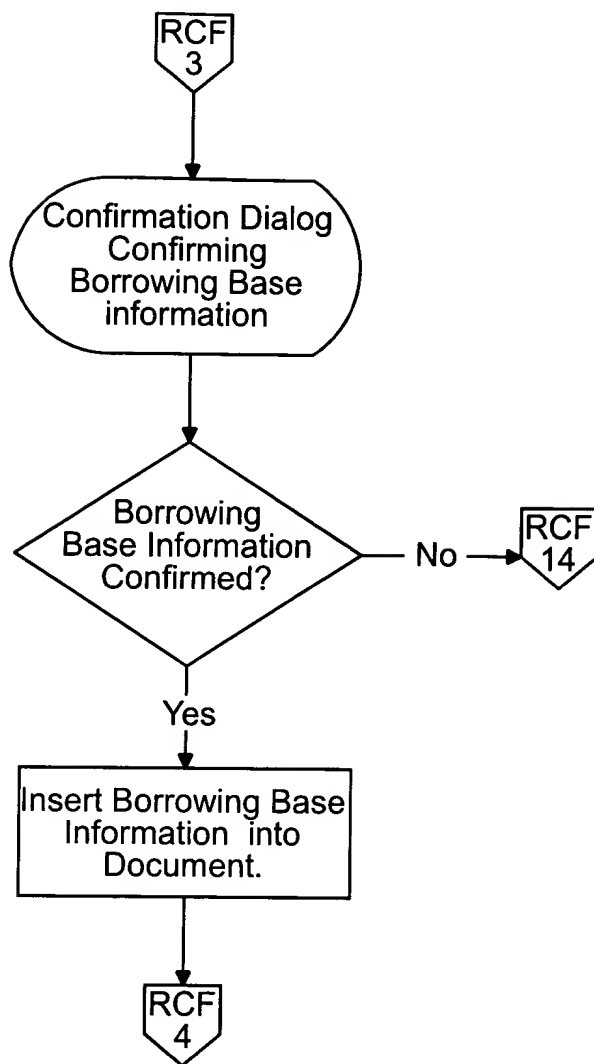 RCF
3
Confirmation Dialog
Confirming
Borrowing Base
information
Borrowing
Base Information
Confirmed?
No
RCF
14
Yes
Insert Borrowing Base
Information into
Document.
RCF
4